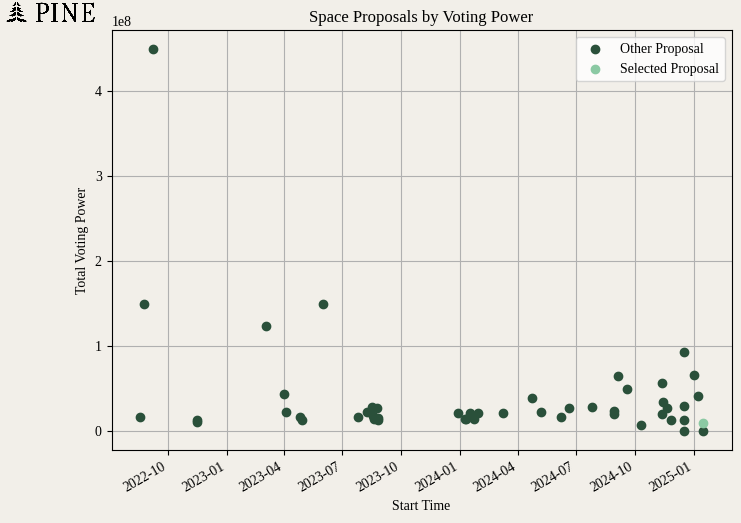 PINE
Space Proposals by Voting Power
1e8
Other Proposal
Selected Proposal
4
3
2
1
0
Total Voting Power
2022-10
2023-01
2023-04
2023-07
2023-10
2024-01
2024-04
2024-07
2024-10
2025-01
Start Time